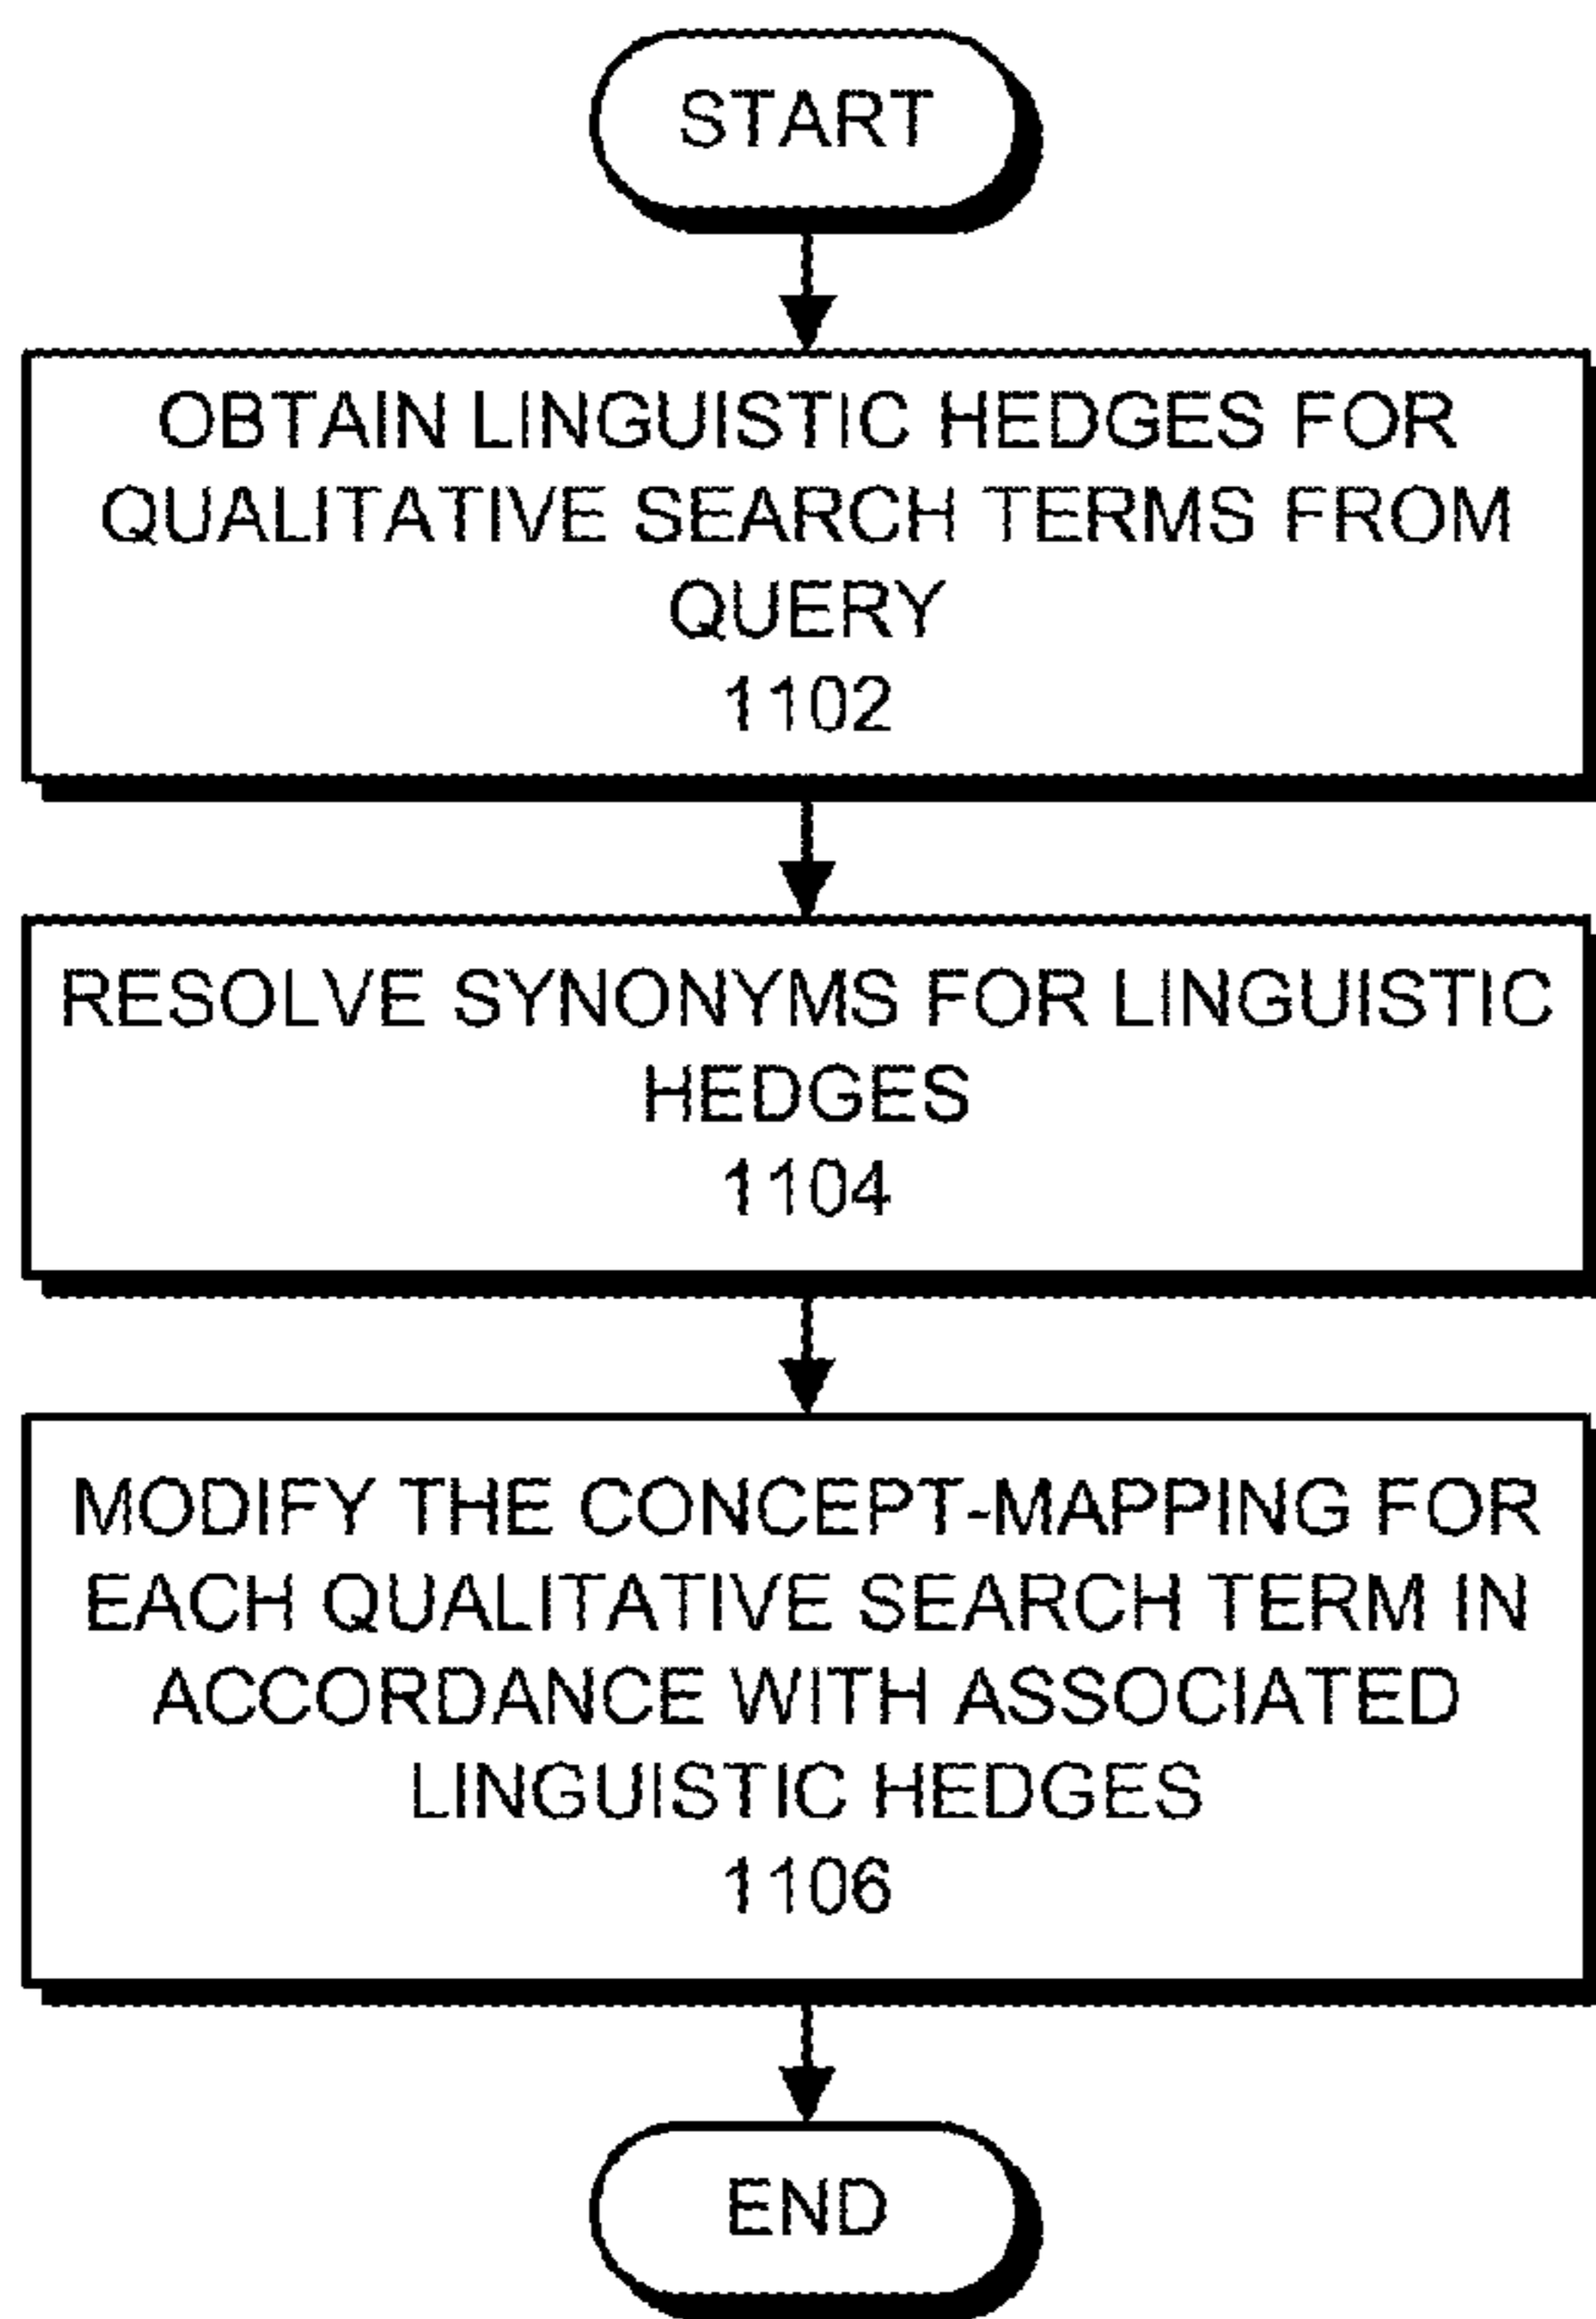 START
OBTAIN LINGUISTIC HEDGES FOR
QUALITATIVE SEARCH TERMS FROM
QUERY
1102
RESOLVE SYNONYMS FOR LINGUISTIC
HEDGES
1104
MODIFY THE CONCEPT-MAPPING FOR
EACH QUALITATIVE SEARCH TERM IN
ACCORDANCE WITH ASSOCIATED
LINGUISTIC HEDGES
1106
END